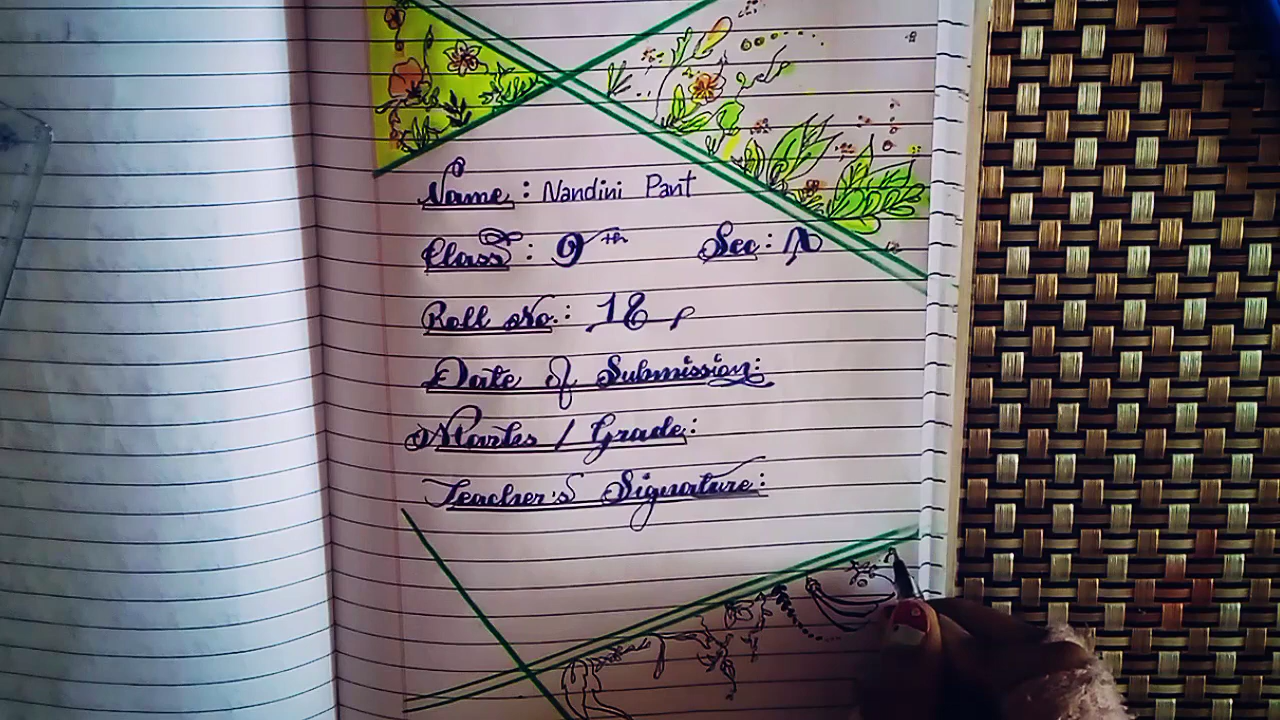 Name : Nandini Pant
Class : 9th Sec : A
Roll No. : 18
Date of Submission:
Marks / Grade:
Teacher's Signature: